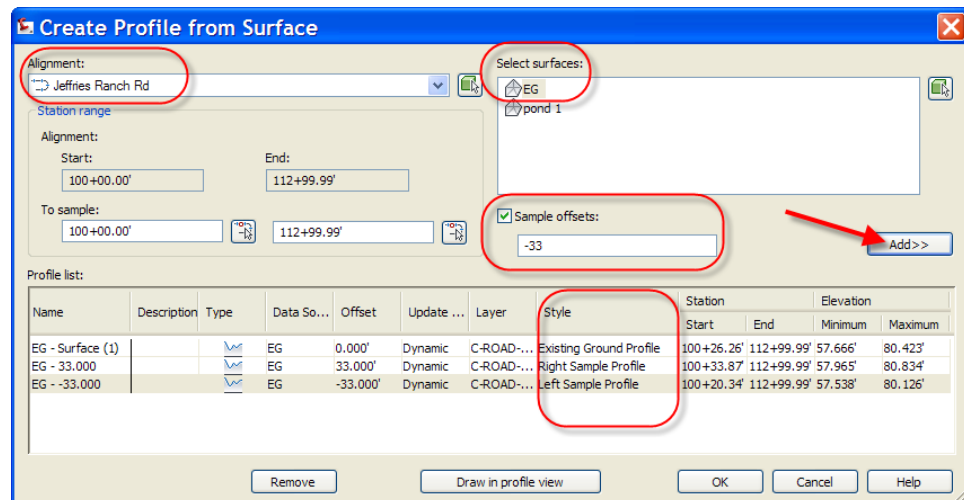 Create Profile from Surface
Alignment:
Jeffries Ranch Rd
Select surfaces:
EG
pond 1
Station range
Alignment:
Start:
End:
100+00.00'
112+99.99'
To sample:
100+00.00'
112+99.99'
Sample offsets:
-33
Add>>
Profile list:
Name Description Type Data So... Offset Update ... Layer Style Station Elevation
Start End Minimum Maximum
EG - Surface (1) EG 0.000' Dynamic C-ROAD-... Existing Ground Profile 100+26.26' 112+99.99' 57.666' 80.423'
EG - 33.000 EG 33.000' Dynamic C-ROAD-... Right Sample Profile 100+33.87' 112+99.99' 57.965' 80.834'
EG - -33.000 EG -33.000' Dynamic C-ROAD-... Left Sample Profile 100+20.34' 112+99.99' 57.538' 80.126'
Remove
Draw in profile view
OK
Cancel
Help